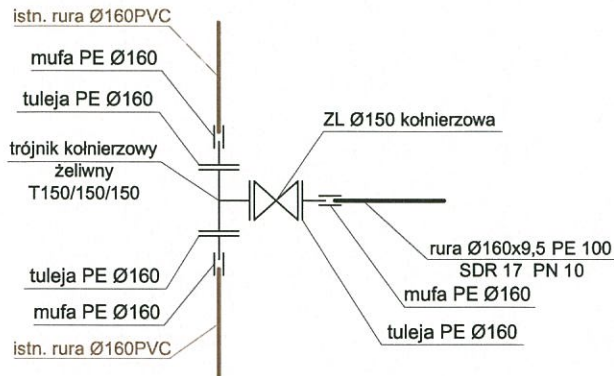 istn. rura Ø160PVC
mufa PE Ø160
tuleja PE Ø160
trójnik kołnierzowy
żeliwny
T150/150/150
ZL Ø150 kołnierzowa
rura Ø160x9,5 PE 100
SDR 17 PN 10
mufa PE Ø160
tuleja PE Ø160
tuleja PE Ø160
mufa PE Ø160
istn. rura Ø160PVC